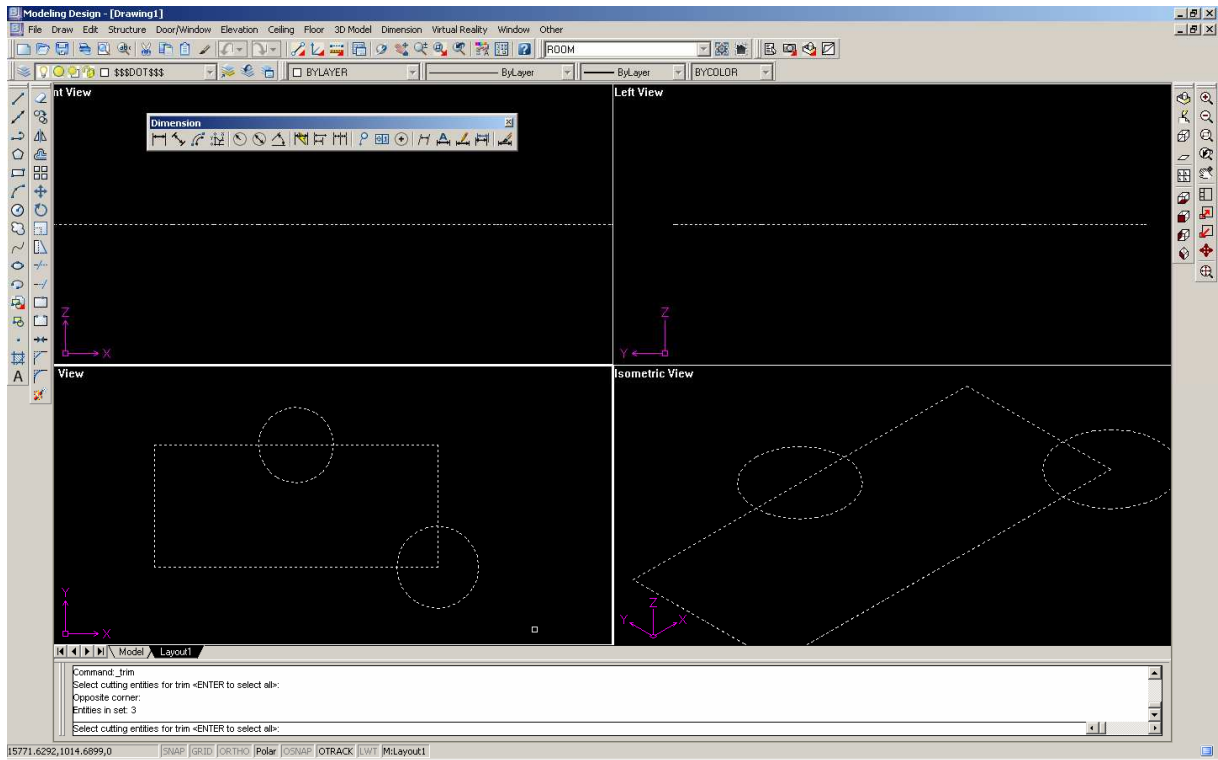 Modeling Design - [Drawing1]
File Draw Edit Structure Door/Window Elevation Ceiling Floor 3D Model Dimension Virtual Reality Window Other
ROOM
$$$DOT$$$ BYLAYER ByLayer ByLayer BYCOLOR
nt View
Left View
Dimension
Z
X
Z
Y
View
Isometric View
Y
X
Z
Y
X
A
Model Layout1
Command:_trim
Select cutting entities for trim <ENTER to select all>:
Opposite corner:
Entities in set: 3
Select cutting entities for trim <ENTER to select all>:
15771.6292,1014.6899,0 SNAP GRID ORTHO Polar OSNAP OTRACK LWT M:Layout1